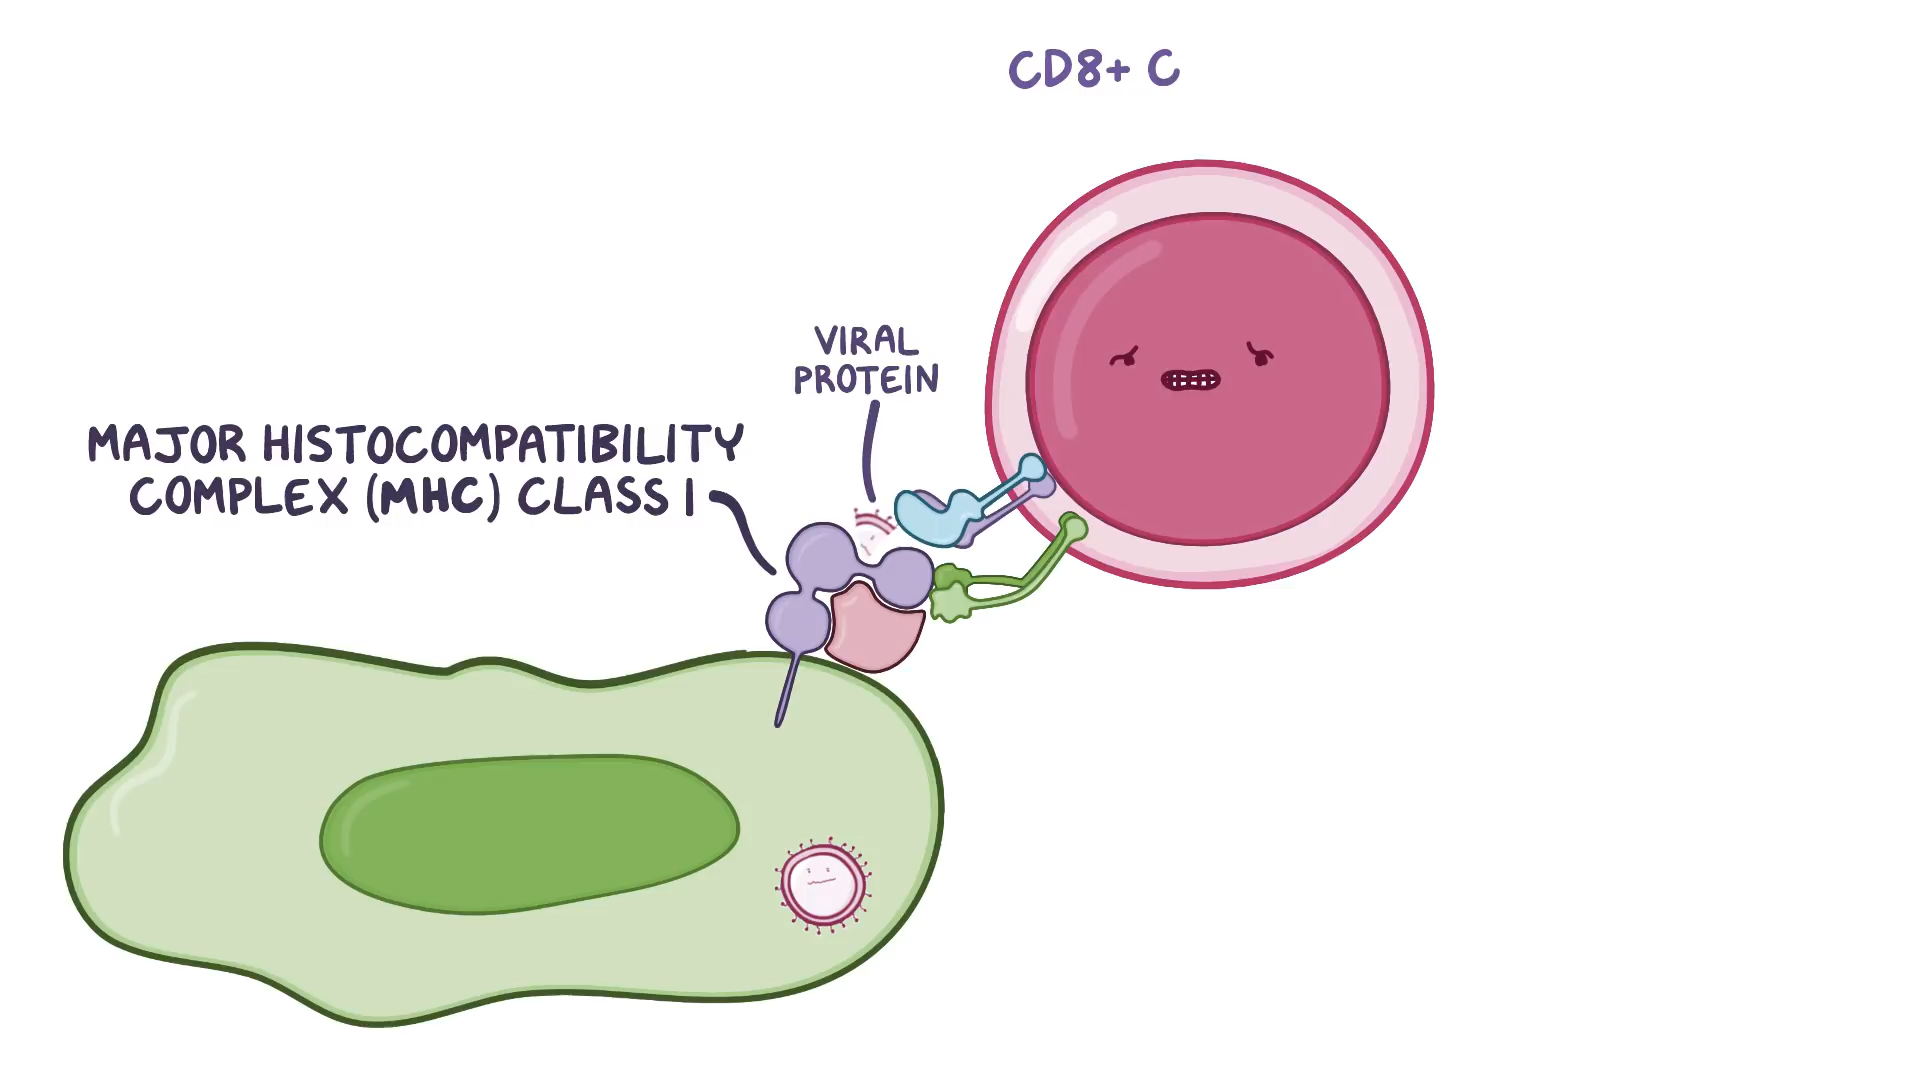 CD8+ C
VIRAL
PROTEIN
MAJOR HISTOCOMPATIBILITY
COMPLEX (MHC) CLASS I